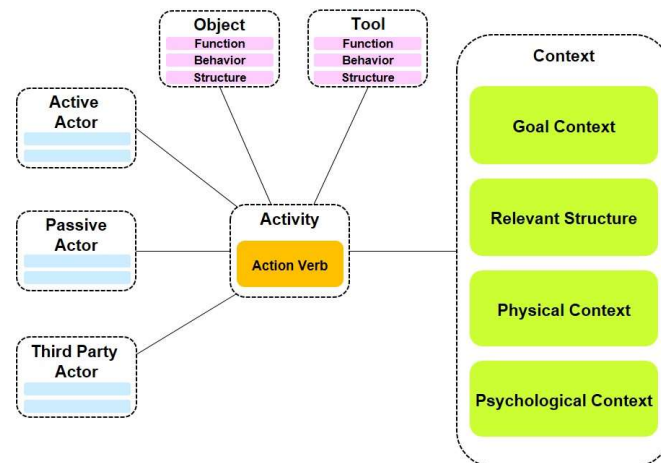 Object
Function
Behavior
Structure
Tool
Function
Behavior
Structure
Active
Actor
Passive
Actor
Third Party
Actor
Activity
Action Verb
Context
Goal Context
Relevant Structure
Physical Context
Psychological Context